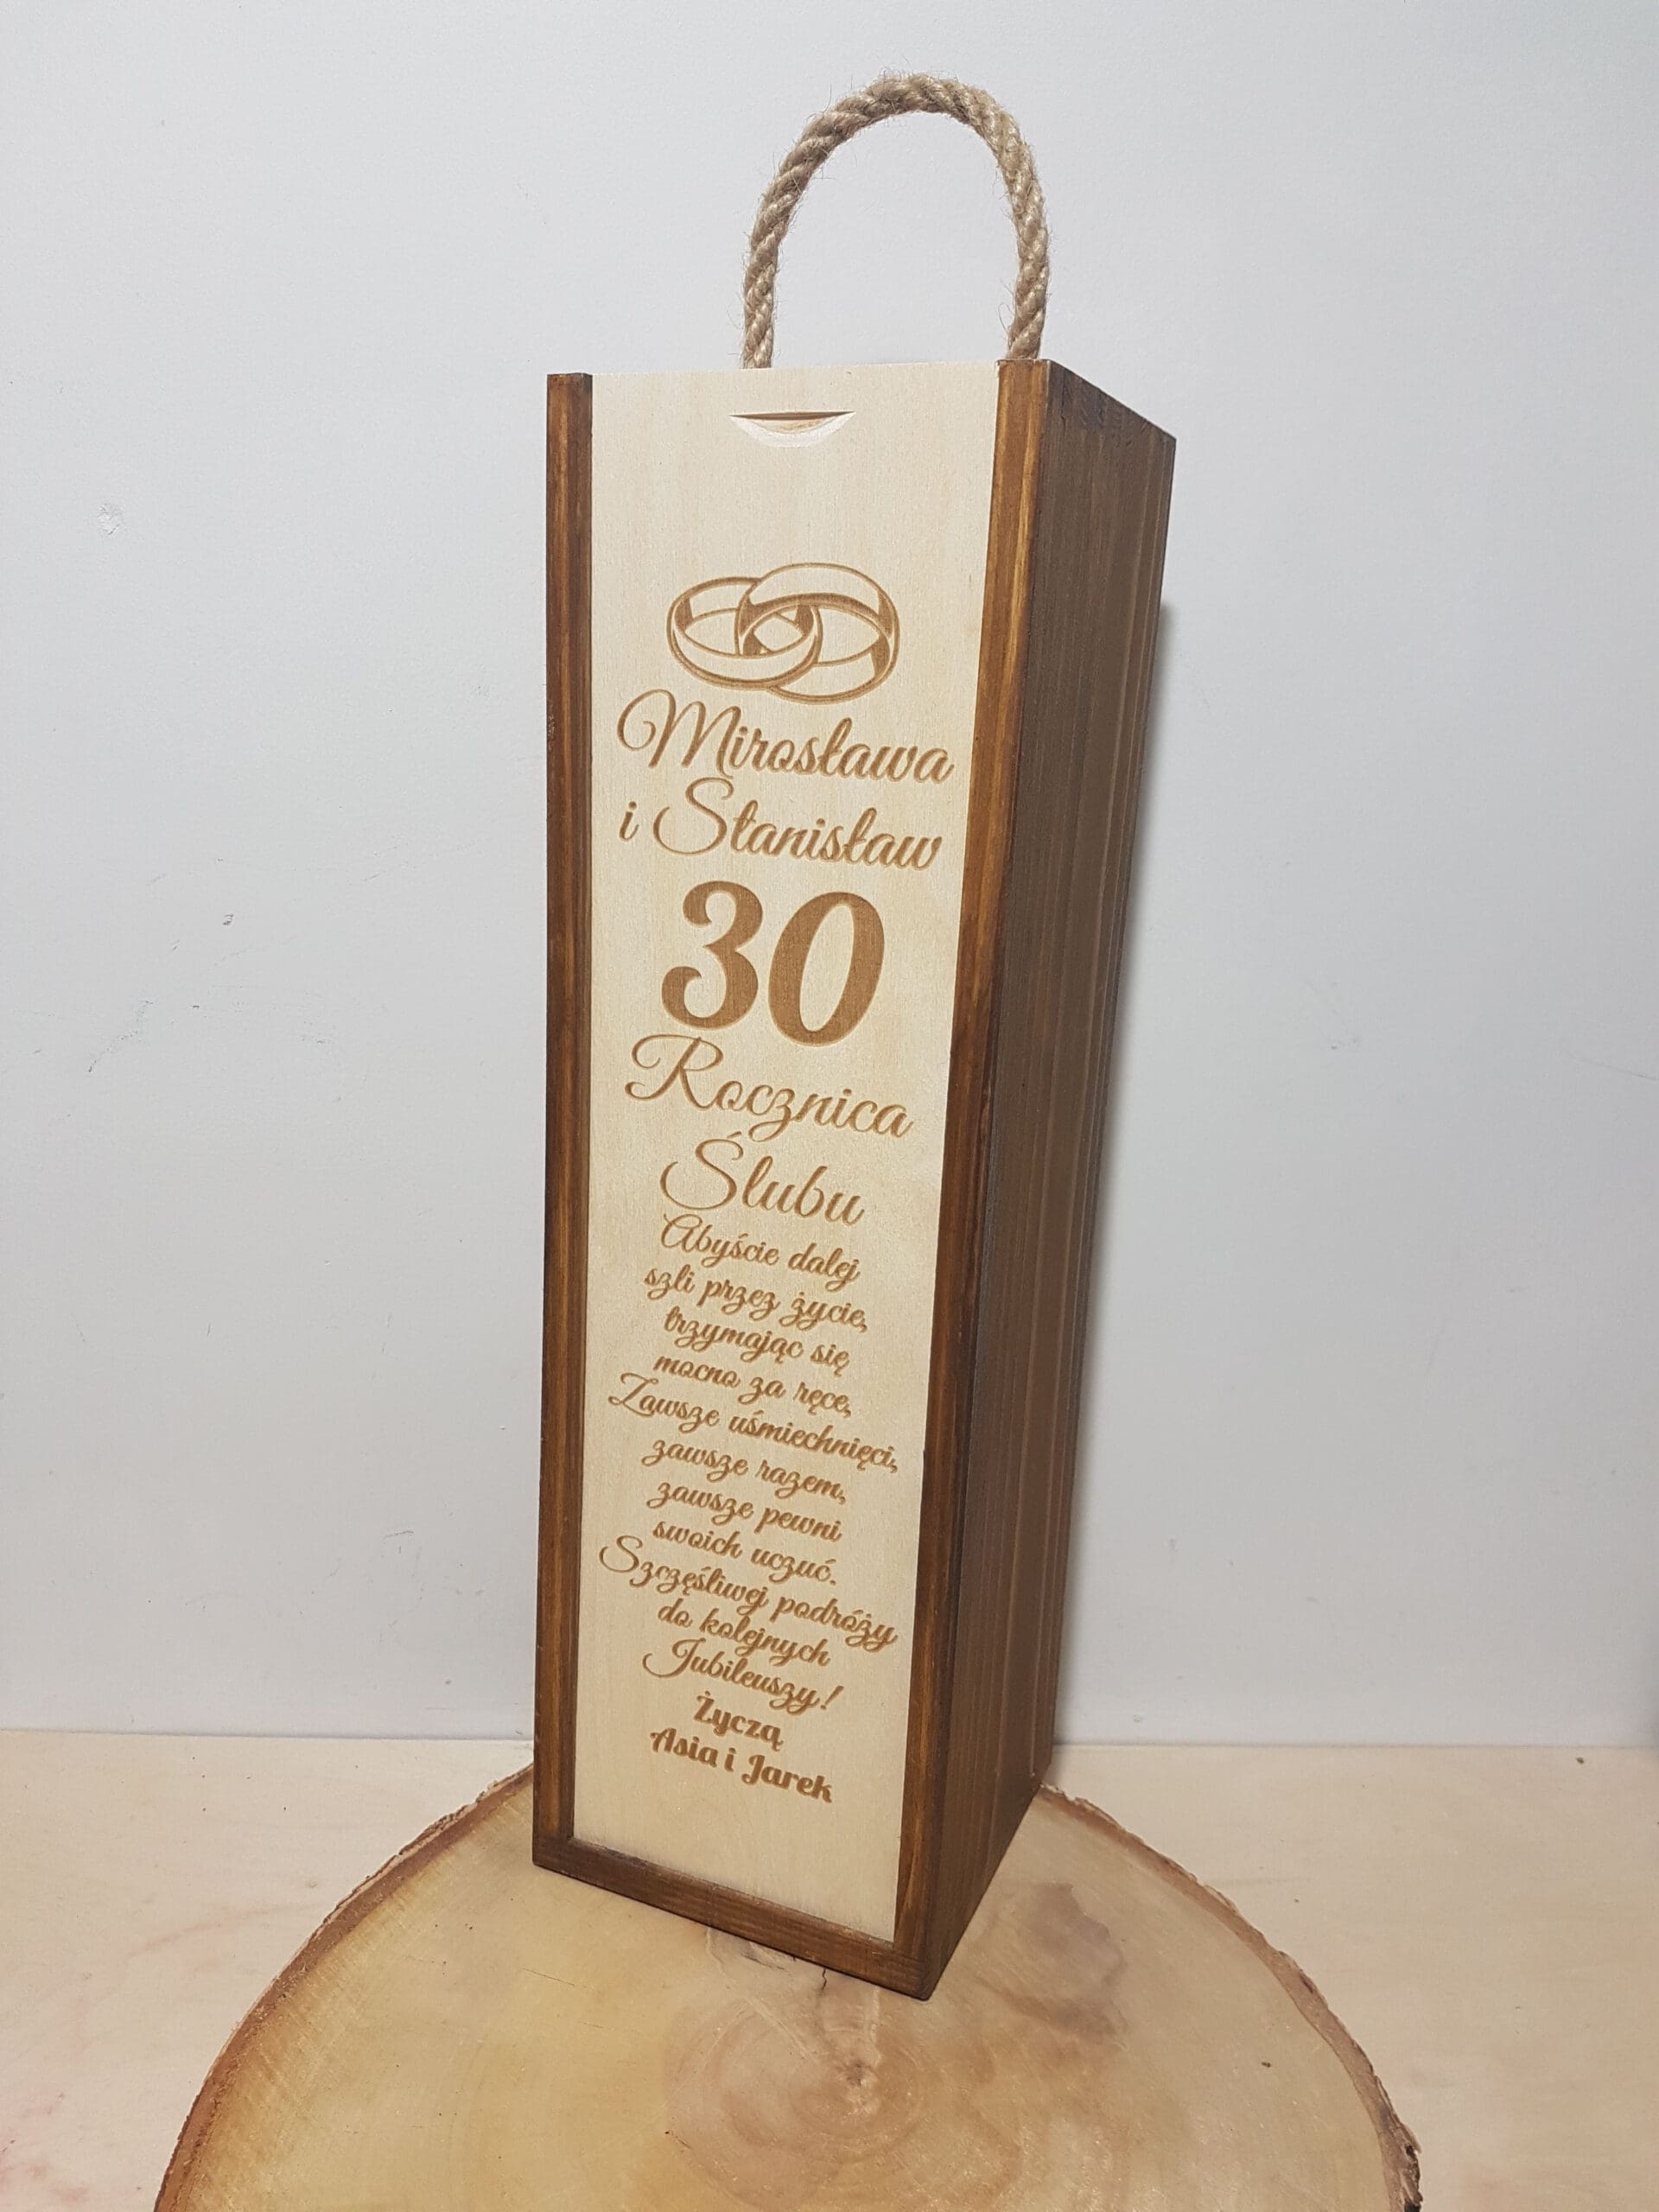 Mirosława
i Stanisław
30
Rocznica
Ślubu
Abyście dalej
szli przez życie,
trzymając się
mocno za ręce,
Zawsze uśmiechnięci,
zawsze razem,
zawsze pewni
swoich uczuć.
Szczęśliwej podróży
do kolejnych
Jubileuszy!
Życzą
Asia i Jarek